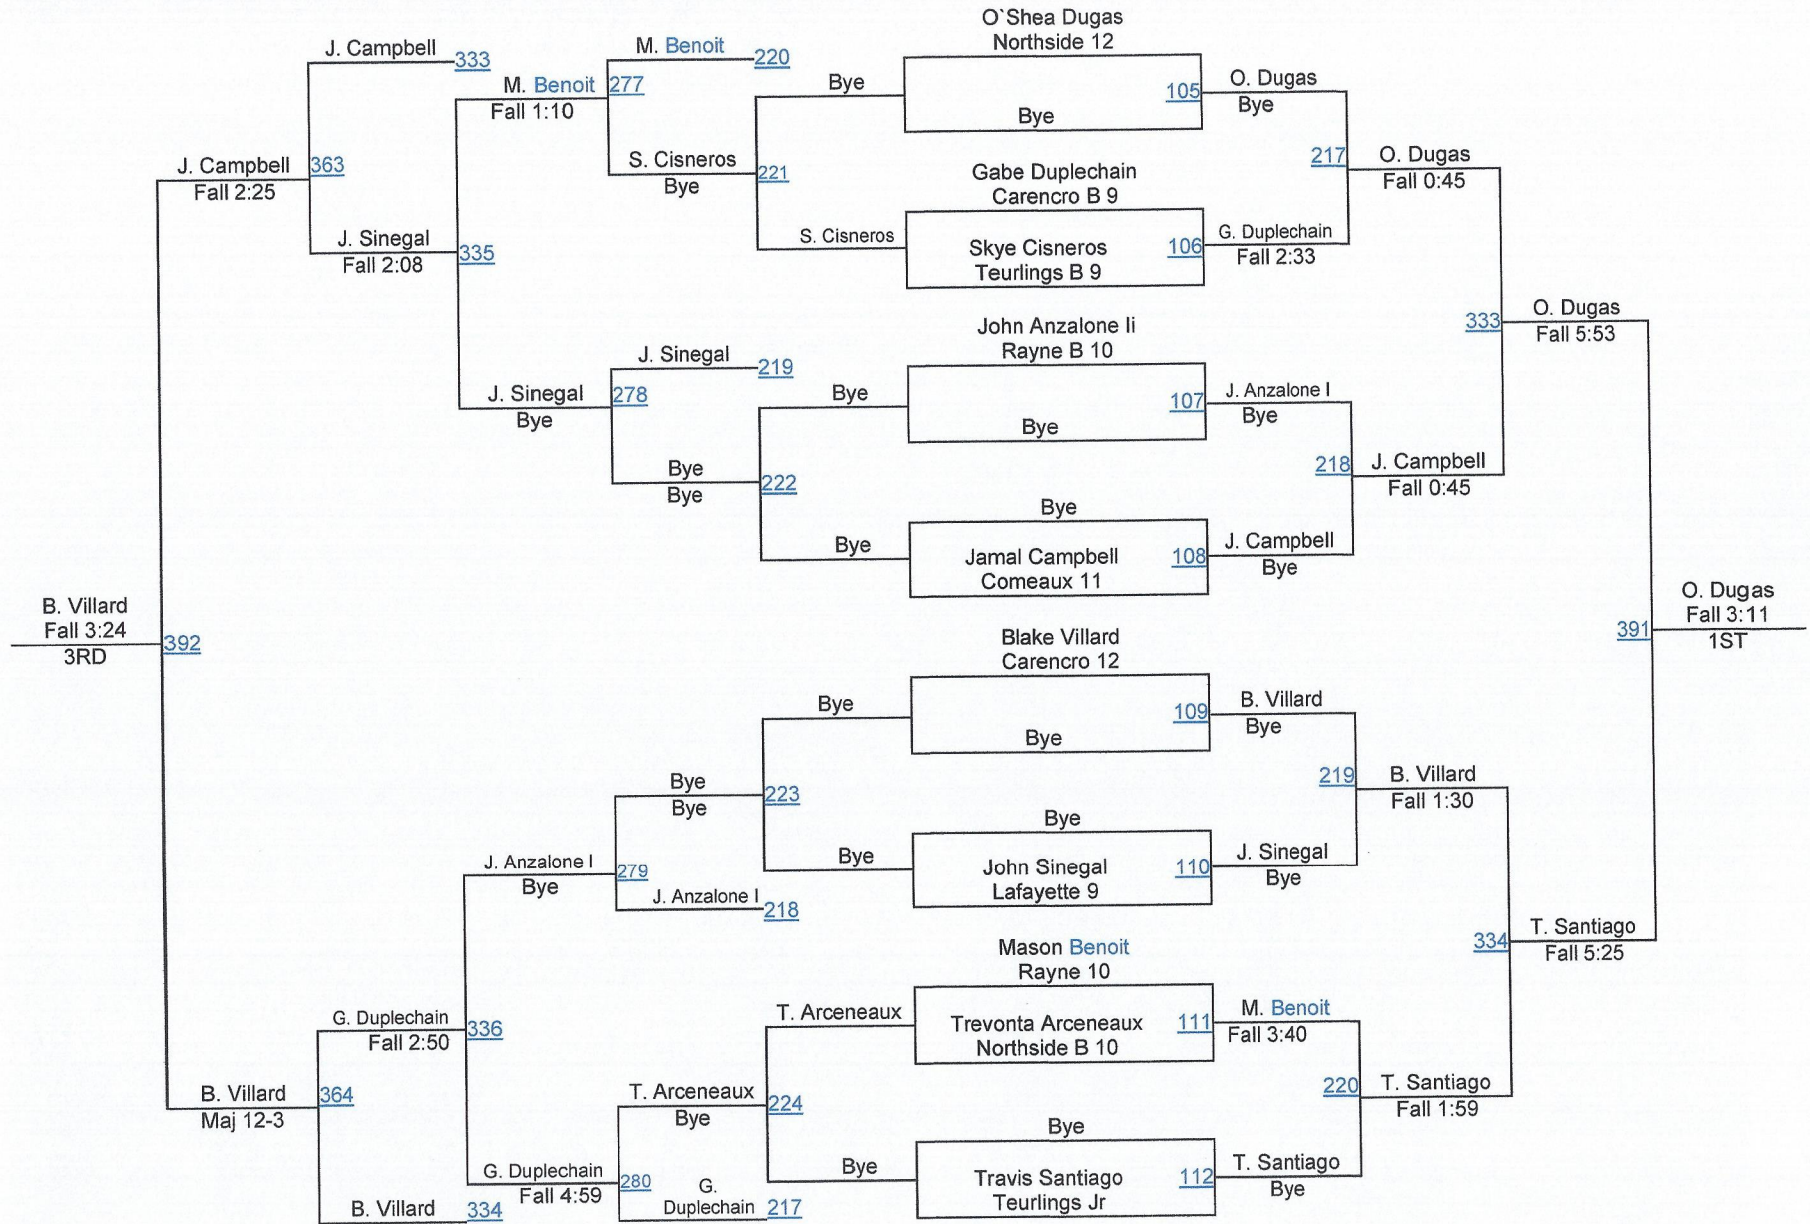 O`Shea Dugas
Northside 12
J. Campbell
333
M. Benoit
220
M. Benoit
277
Fall 1:10
Bye
105
Bye
O. Dugas
Bye
J. Campbell
363
Fall 2:25
S. Cisneros
221
Bye
Gabe Duplechain
Carencro B 9
217
O. Dugas
Fall 0:45
J. Sinegal
335
Fall 2:08
S. Cisneros
Skye Cisneros
Teurlings B 9
106
G. Duplechain
Fall 2:33
John Anzalone Ii
Rayne B 10
333
O. Dugas
Fall 5:53
J. Sinegal
219
J. Sinegal
278
Bye
Bye
107
Bye
J. Anzalone I
Bye
Bye
222
Bye
218
J. Campbell
Fall 0:45
Bye
Bye
Jamal Campbell
Comeaux 11
108
J. Campbell
Bye
B. Villard
Fall 3:24
392
3RD
O. Dugas
Fall 3:11
391
1ST
Blake Villard
Carencro 12
Bye
109
Bye
B. Villard
Bye
Bye
223
Bye
219
B. Villard
Fall 1:30
Bye
J. Anzalone I
279
Bye
J. Anzalone I
218
Bye
John Sinegal
Lafayette 9
110
J. Sinegal
Bye
Mason Benoit
Rayne 10
334
T. Santiago
Fall 5:25
G. Duplechain
336
Fall 2:50
T. Arceneaux
Trevonta Arceneaux
Northside B 10
111
M. Benoit
Fall 3:40
B. Villard
364
Maj 12-3
T. Arceneaux
224
Bye
220
T. Santiago
Fall 1:59
Bye
G. Duplechain
280
Fall 4:59
Bye
Travis Santiago
Teurlings Jr
112
T. Santiago
Bye
B. Villard
334
G.
Duplechain
217